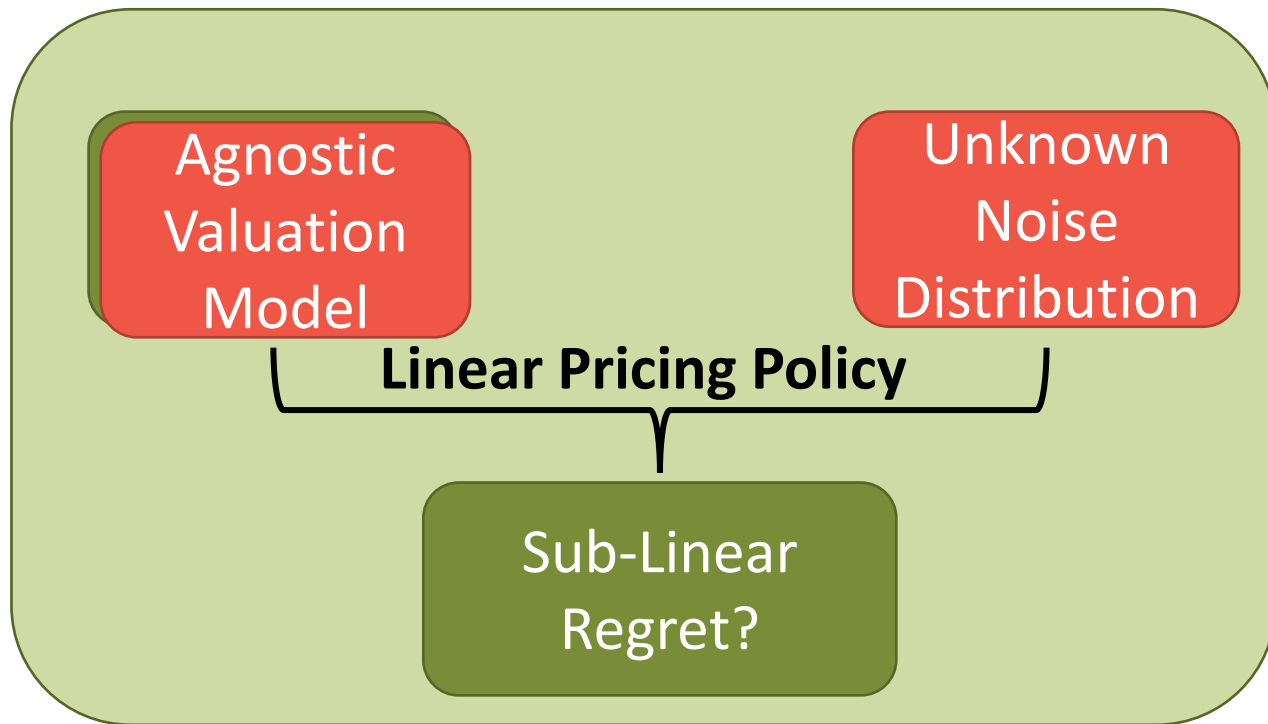 Agnostic
Valuation
Model
Unknown
Noise
Distribution
Linear Pricing Policy
Sub-Linear
Regret?